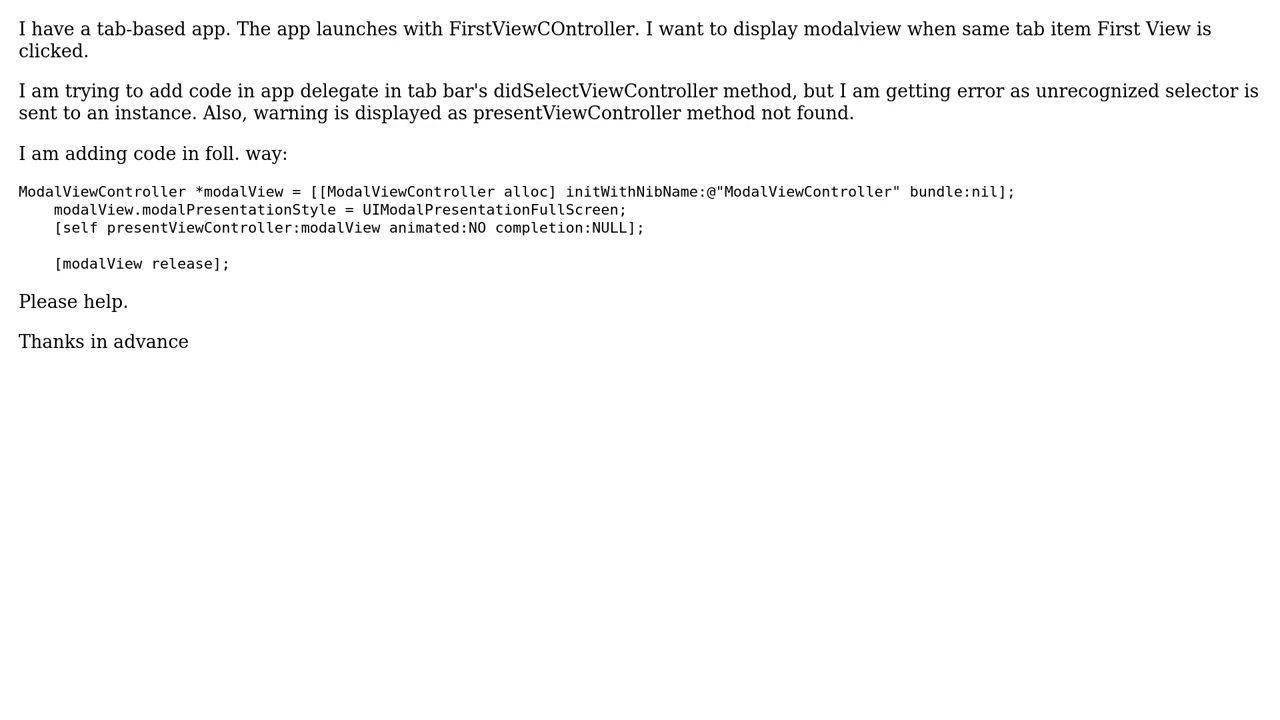 I have a tab-based app. The app launches with FirstViewCOntroller. I want to display modalview when same tab item First View is
clicked.
I am trying to add code in app delegate in tab bar's didSelectViewController method, but I am getting error as unrecognized selector is
sent to an instance. Also, warning is displayed as presentViewController method not found.
I am adding code in foll. way:
ModalViewController *modalView = [[ModalViewController alloc] initWithNibName:@"ModalViewController" bundle:nil];
    modalView.modalPresentationStyle = UIModalPresentationFullScreen;
    [self presentViewController:modalView animated:NO completion:NULL];
    [modalView release];
Please help.
Thanks in advance